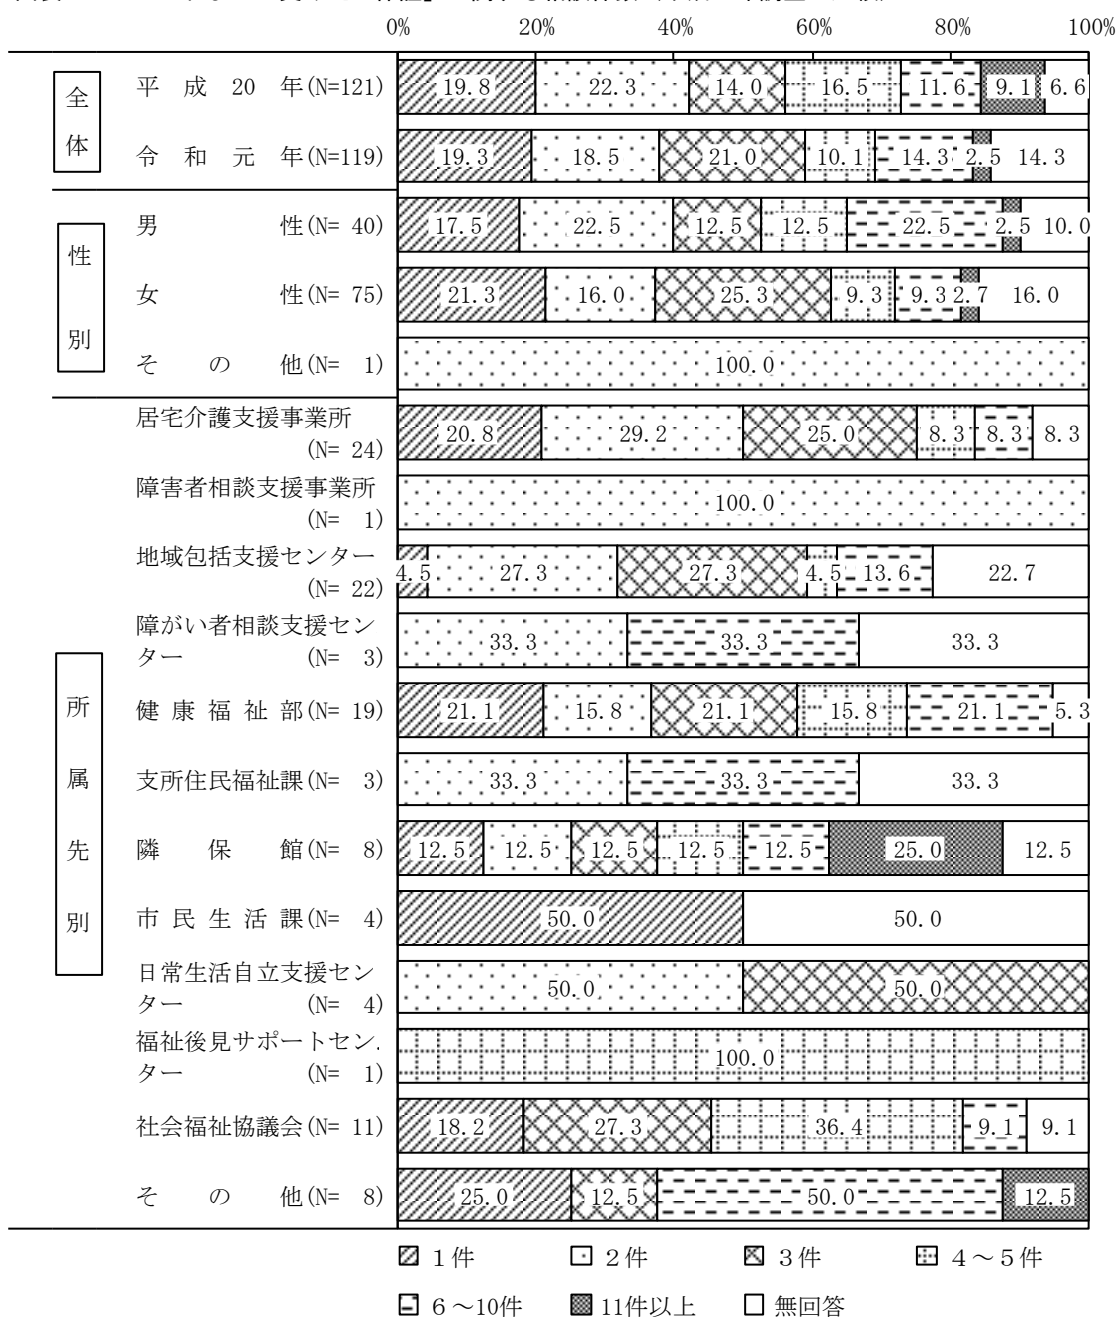 0% 20% 40% 60% 80% 100%
全体
平成20年(N=121) 19.8 22.3 14.0 16.5 11.6 9.1 6.6
令和元年(N=119) 19.3 18.5 21.0 10.1 14.3 2.5 14.3
性別
男性(N= 40) 17.5 22.5 12.5 12.5 22.5 2.5 10.0
女性(N= 75) 21.3 16.0 25.3 9.3 9.3 2.7 16.0
その他(N= 1) 100.0
所属先別
居宅介護支援事業所
(N= 24) 20.8 29.2 25.0 8.3 8.3 8.3
障害者相談支援事業所
(N= 1) 100.0
地域包括支援センター
(N= 22) 4.5 27.3 27.3 4.5 13.6 22.7
障がい者相談支援セン
ター (N= 3) 33.3 33.3 33.3
健康福祉部(N= 19) 21.1 15.8 21.1 15.8 21.1 5.3
支所住民福祉課(N= 3) 33.3 33.3 33.3
隣保館(N= 8) 12.5 12.5 12.5 12.5 12.5 25.0 12.5
市民生活課(N= 4) 50.0 50.0
日常生活自立支援セン
ター (N= 4) 50.0 50.0
福祉後見サポートセン
ター (N= 1) 100.0
社会福祉協議会(N= 11) 18.2 27.3 36.4 9.1 9.1
その他(N= 8) 25.0 12.5 50.0 12.5
1件 2件 3件 4～5件
6～10件 11件以上 無回答